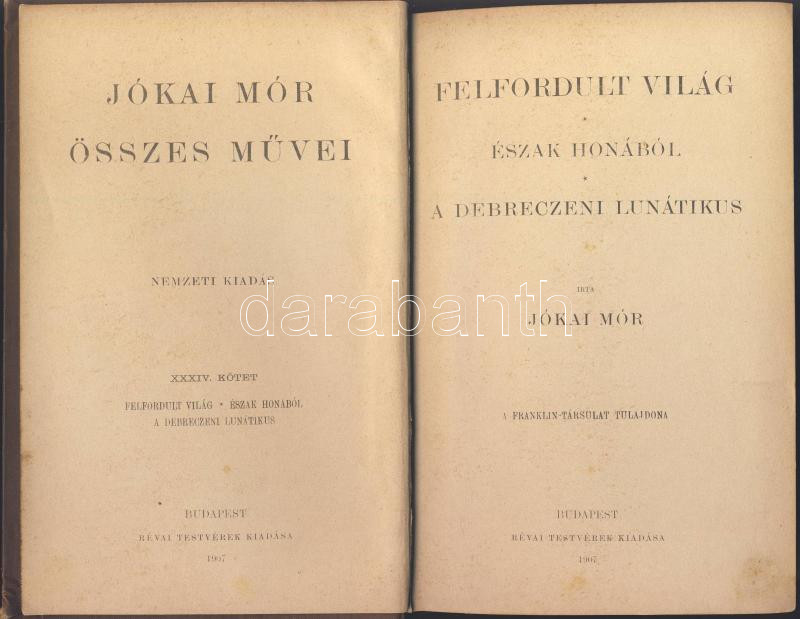 JÓKAI MÓR
ÖSSZES MŰVEI
NEMZETI KIADÁS
XXXIV. KÖTET
FELFORDULT VILÁG * ÉSZAK HONÁBÓL
A DEBRECZENI LUNÁTIKUS
BUDAPEST
RÉVAI TESTVÉREK KIADÁSA
1907
FELFORDULT VILÁG
*
ÉSZAK HONÁBÓL
*
A DEBRECZENI LUNÁTIKUS
IRTA
JÓKAI MÓR
A FRANKLIN-TÁRSULAT TULAJDONA
BUDAPEST
RÉVAI TESTVÉREK KIADÁSA
1907
darabanth